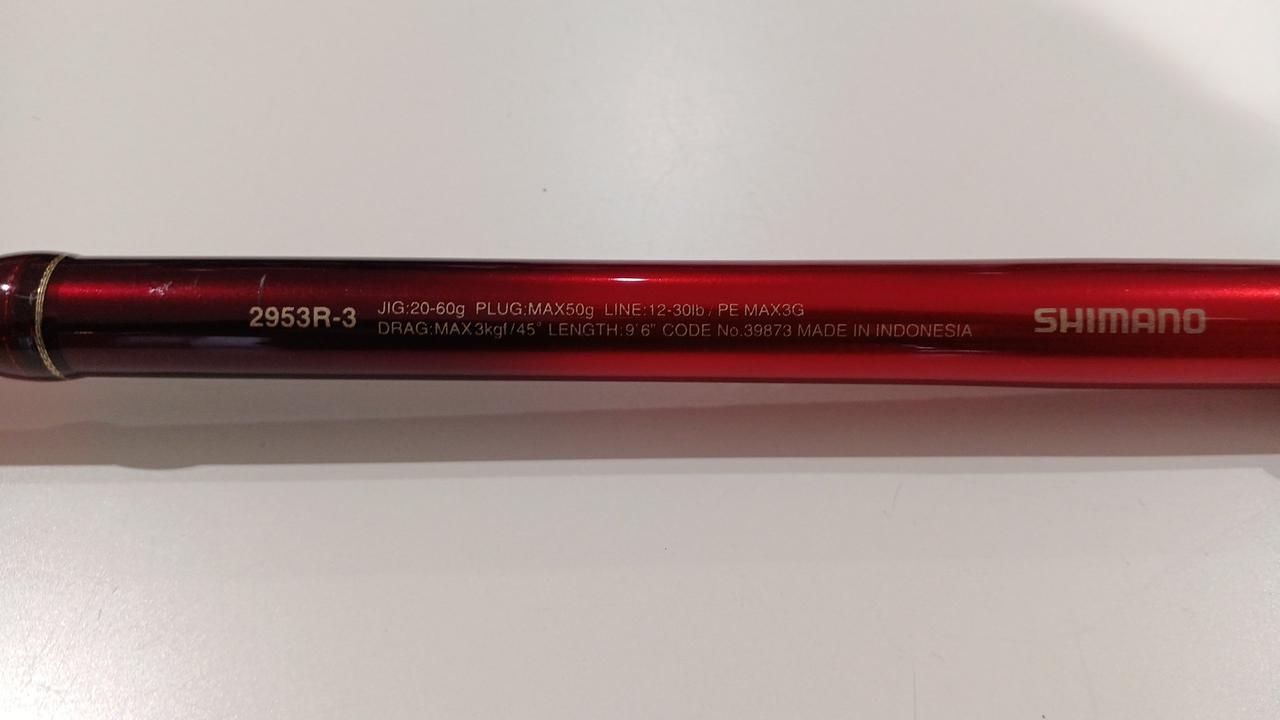 2953R-3
JIG:20-60g PLUG:MAX50g LINE:12-30lb / PE MAX3G
DRAG:MAX3kgf/45° LENGTH:9'6" CODE No.39873 MADE IN INDONESIA
SHIMANO